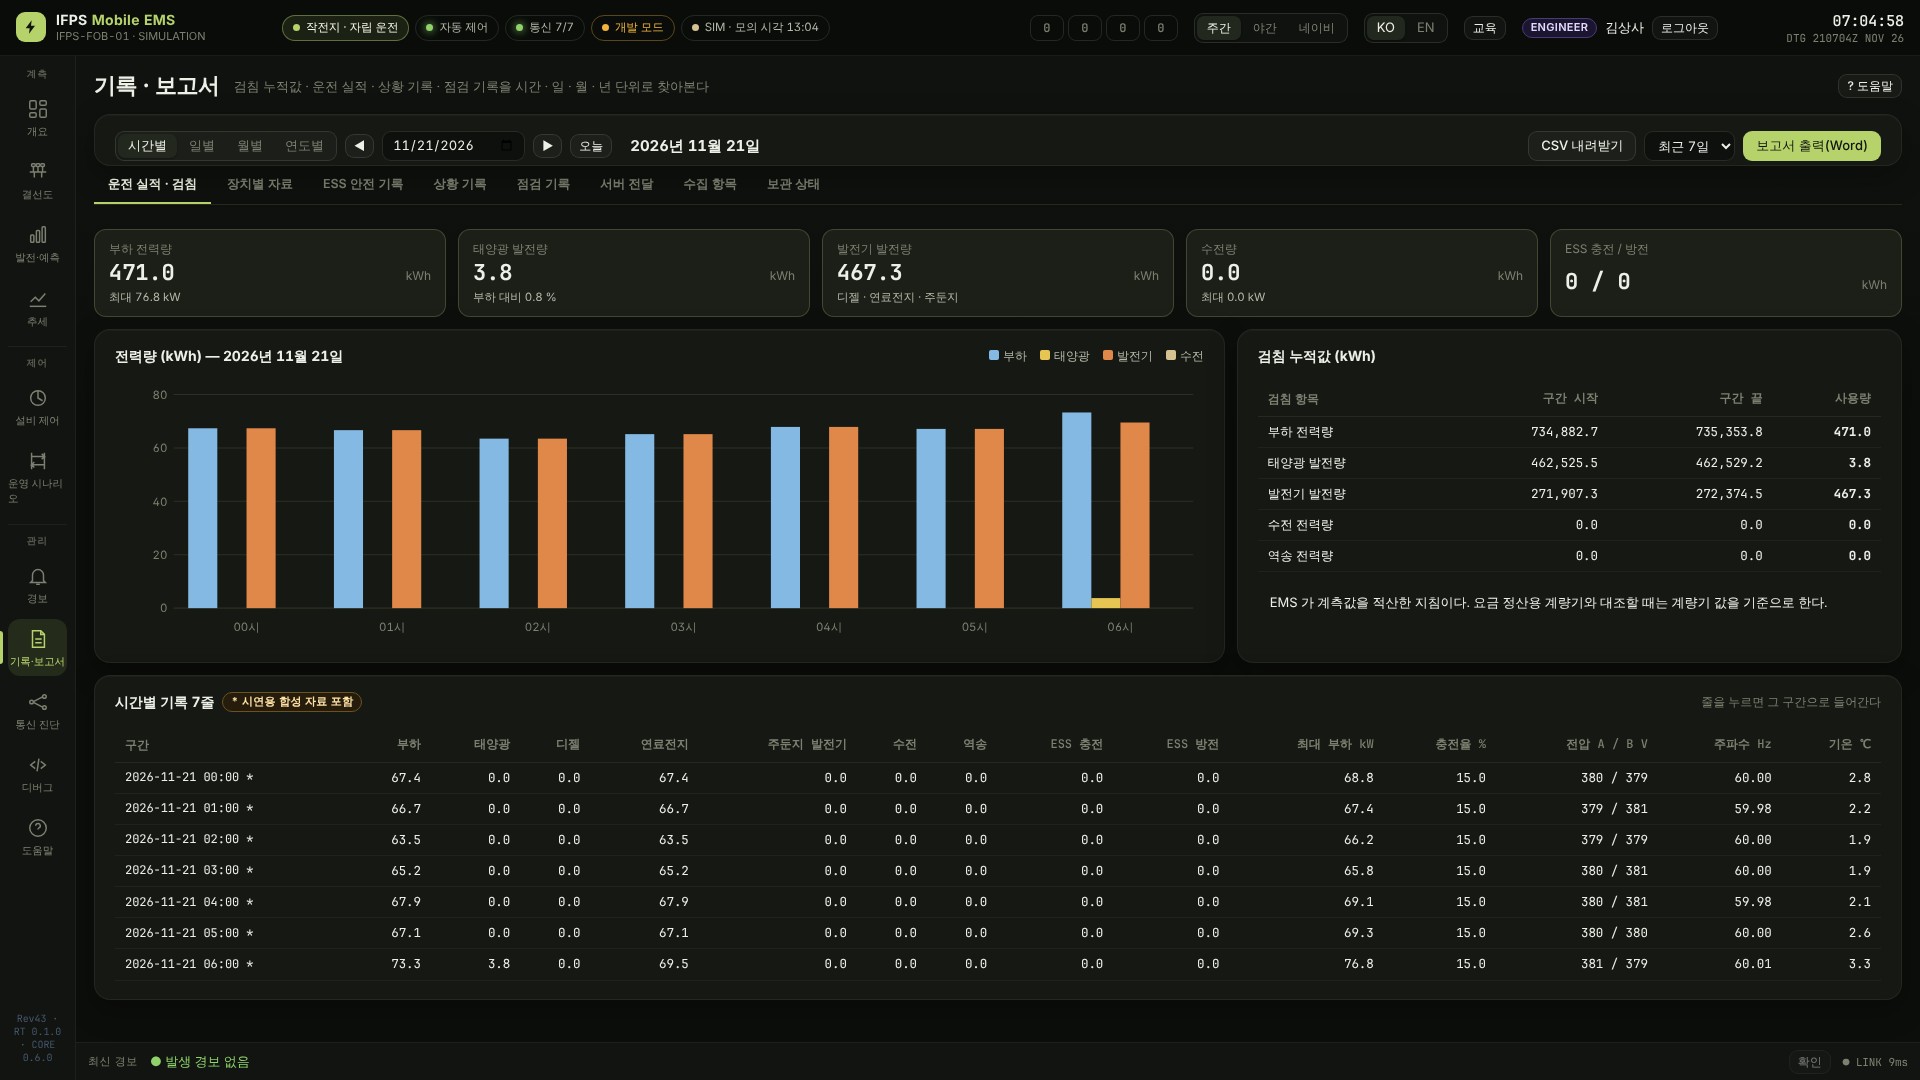 IFPS Mobile EMS
IFPS-FOB-01 · SIMULATION
작전지 · 자립 운전
자동 제어
통신 7/7
개발 모드
SIM · 모의 시각 13:04
0 0 0 0
주간 야간 네이비
KO EN
교육
ENGINEER 김상사 로그아웃
07:04:58
DTG 210704Z NOV 26
계측
개요
결선도
발전·예측
추세
제어
설비 제어
운영 시나리
오
관리
경보
기록·보고서
통신 진단
디버그
도움말
Rev43 ·
RT 0.1.0
· CORE
0.6.0
기록 · 보고서 검침 누적값 · 운전 실적 · 상황 기록 · 점검 기록을 시간 · 일 · 월 · 년 단위로 찾아본다
? 도움말
시간별 일별 월별 연도별 ◀ 11/21/2026 ▶ 오늘 2026년 11월 21일
CSV 내려받기 최근 7일 보고서 출력(Word)
운전 실적 · 검침 장치별 자료 ESS 안전 기록 상황 기록 점검 기록 서버 전달 수집 항목 보관 상태
부하 전력량
471.0 kWh
최대 76.8 kW
태양광 발전량
3.8 kWh
부하 대비 0.8 %
발전기 발전량
467.3 kWh
디젤 · 연료전지 · 주둔지
수전량
0.0 kWh
최대 0.0 kW
ESS 충전 / 방전
0 / 0 kWh
전력량 (kWh) — 2026년 11월 21일
부하 태양광 발전기 수전
80
60
40
20
0
00시 01시 02시 03시 04시 05시 06시
검침 누적값 (kWh)
검침 항목 구간 시작 구간 끝 사용량
부하 전력량 734,882.7 735,353.8 471.0
태양광 발전량 462,525.5 462,529.2 3.8
발전기 발전량 271,907.3 272,374.5 467.3
수전 전력량 0.0 0.0 0.0
역송 전력량 0.0 0.0 0.0
EMS 가 계측값을 적산한 지침이다. 요금 정산용 계량기와 대조할 때는 계량기 값을 기준으로 한다.
시간별 기록 7줄 * 시연용 합성 자료 포함
줄을 누르면 그 구간으로 들어간다
구간 부하 태양광 디젤 연료전지 주둔지 발전기 수전 역송 ESS 충전 ESS 방전 최대 부하 kW 충전율 % 전압 A / B V 주파수 Hz 기온 ℃
2026-11-21 00:00 * 67.4 0.0 0.0 67.4 0.0 0.0 0.0 0.0 0.0 68.8 15.0 380 / 379 60.00 2.8
2026-11-21 01:00 * 66.7 0.0 0.0 66.7 0.0 0.0 0.0 0.0 0.0 67.4 15.0 379 / 381 59.98 2.2
2026-11-21 02:00 * 63.5 0.0 0.0 63.5 0.0 0.0 0.0 0.0 0.0 66.2 15.0 379 / 379 60.00 1.9
2026-11-21 03:00 * 65.2 0.0 0.0 65.2 0.0 0.0 0.0 0.0 0.0 65.8 15.0 380 / 381 60.00 1.9
2026-11-21 04:00 * 67.9 0.0 0.0 67.9 0.0 0.0 0.0 0.0 0.0 69.1 15.0 380 / 381 59.98 2.1
2026-11-21 05:00 * 67.1 0.0 0.0 67.1 0.0 0.0 0.0 0.0 0.0 69.3 15.0 380 / 380 60.00 2.6
2026-11-21 06:00 * 73.3 3.8 0.0 69.5 0.0 0.0 0.0 0.0 0.0 76.8 15.0 381 / 379 60.01 3.3
최신 경보 발생 경보 없음
확인 LINK 9ms